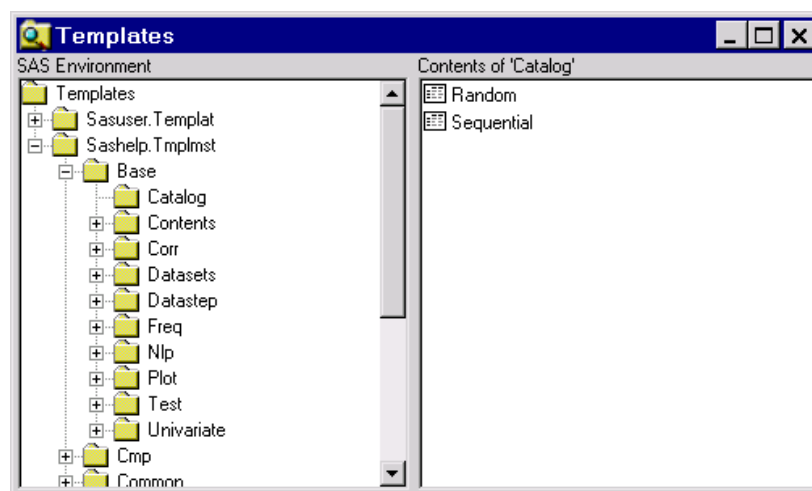 Templates
SAS Environment
Contents of 'Catalog'
Templates
Sasuser.Templat
Sashelp.Tmplmst
Base
Catalog
Contents
Corr
Datasets
Datastep
Freq
Nlp
Plot
Test
Univariate
Cmp
Common
Random
Sequential